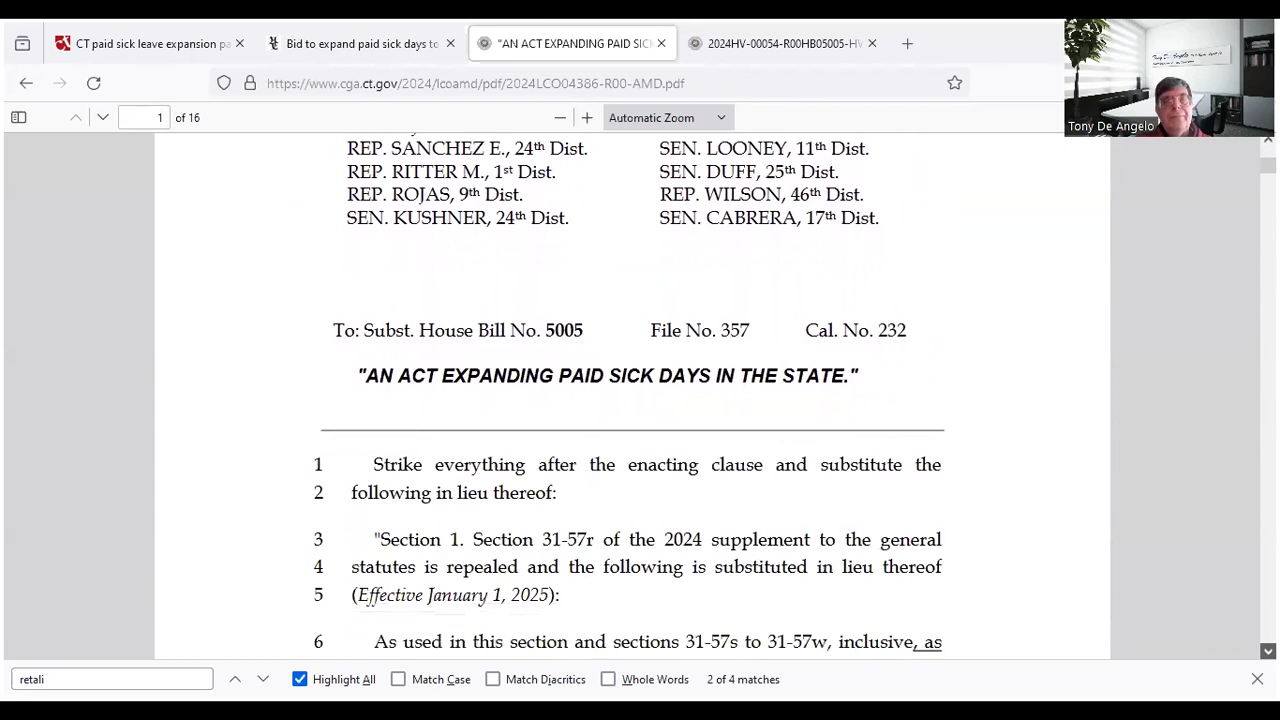 CT paid sick leave expansion pa
Bid to expand paid sick days to
"AN ACT EXPANDING PAID SICK
2024HV-00054-R00HB05005-HV
https://www.cga.ct.gov/2024/lcoamd/pdf/2024LCO04386-R00-AMD.pdf
1 of 16
Automatic Zoom
Tony De Angelo
REP. SANCHEZ E., 24th Dist.
SEN. LOONEY, 11th Dist.
REP. RITTER M., 1st Dist.
SEN. DUFF, 25th Dist.
REP. ROJAS, 9th Dist.
REP. WILSON, 46th Dist.
SEN. KUSHNER, 24th Dist.
SEN. CABRERA, 17th Dist.
To: Subst. House Bill No. 5005 File No. 357 Cal. No. 232
"AN ACT EXPANDING PAID SICK DAYS IN THE STATE."
1 Strike everything after the enacting clause and substitute the
2 following in lieu thereof:
3 "Section 1. Section 31-57r of the 2024 supplement to the general
4 statutes is repealed and the following is substituted in lieu thereof
5 (Effective January 1, 2025):
6 As used in this section and sections 31-57s to 31-57w, inclusive, as
retali
Highlight All
Match Case
Match Diacritics
Whole Words
2 of 4 matches